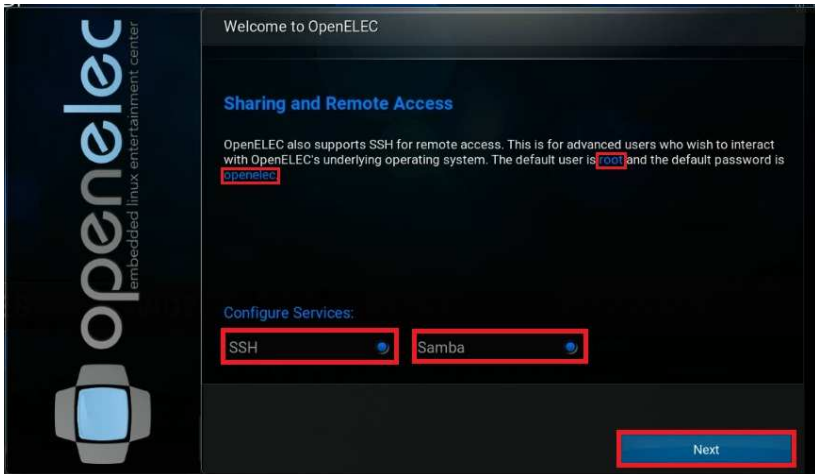 openelec
embedded linux entertainment center
Welcome to OpenELEC
Sharing and Remote Access
OpenELEC also supports SSH for remote access. This is for advanced users who wish to interact
with OpenELEC's underlying operating system. The default user is root and the default password is
openelec.
Configure Services:
SSH
Samba
Next